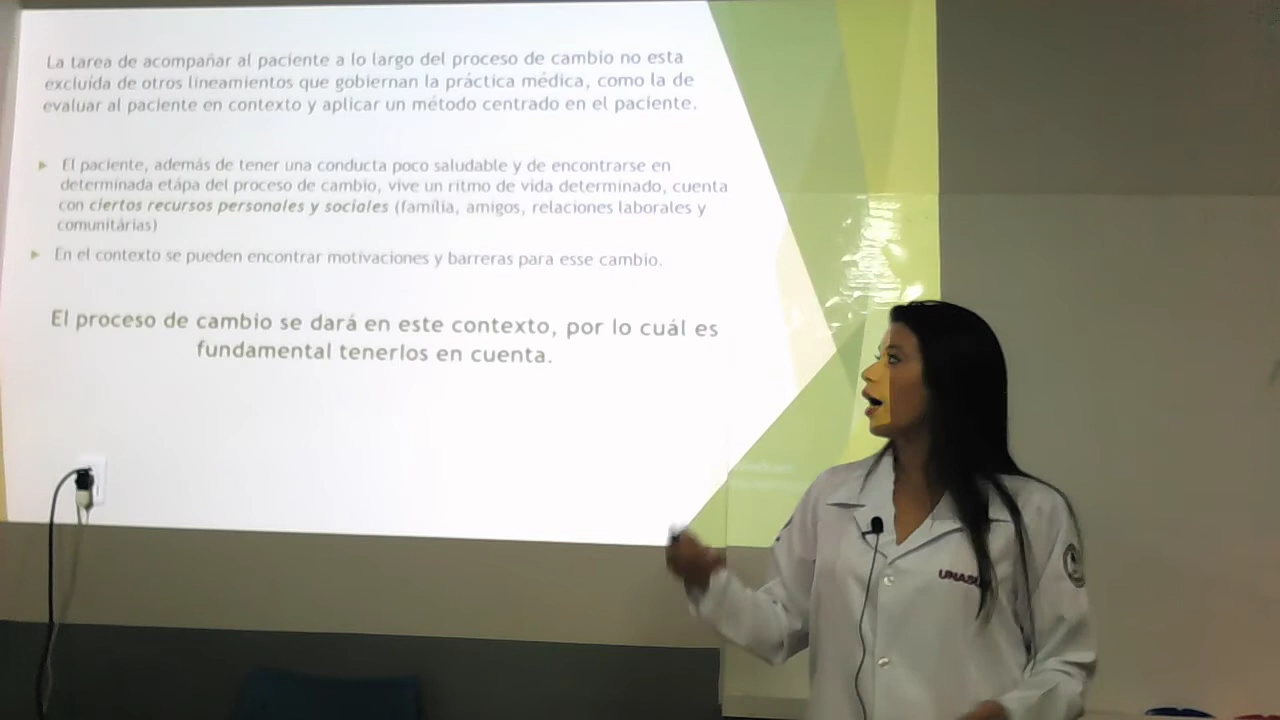 La tarea de acompañar al paciente a lo largo del proceso de cambio no esta
excluída de otros lineamientos que gobiernan la práctica médica, como la de
evaluar al paciente en contexto y aplicar un método centrado en el paciente.
El paciente, además de tener una conducta poco saludable y de encontrarse en
determinada etápa del proceso de cambio, vive un ritmo de vida determinado, cuenta
con ciertos recursos personales y sociales (família, amigos, relaciones laborales y
comunitárias)
En el contexto se pueden encontrar motivaciones y barreras para esse cambio.
El proceso de cambio se dará en este contexto, por lo cuál es
fundamental tenerlos en cuenta.